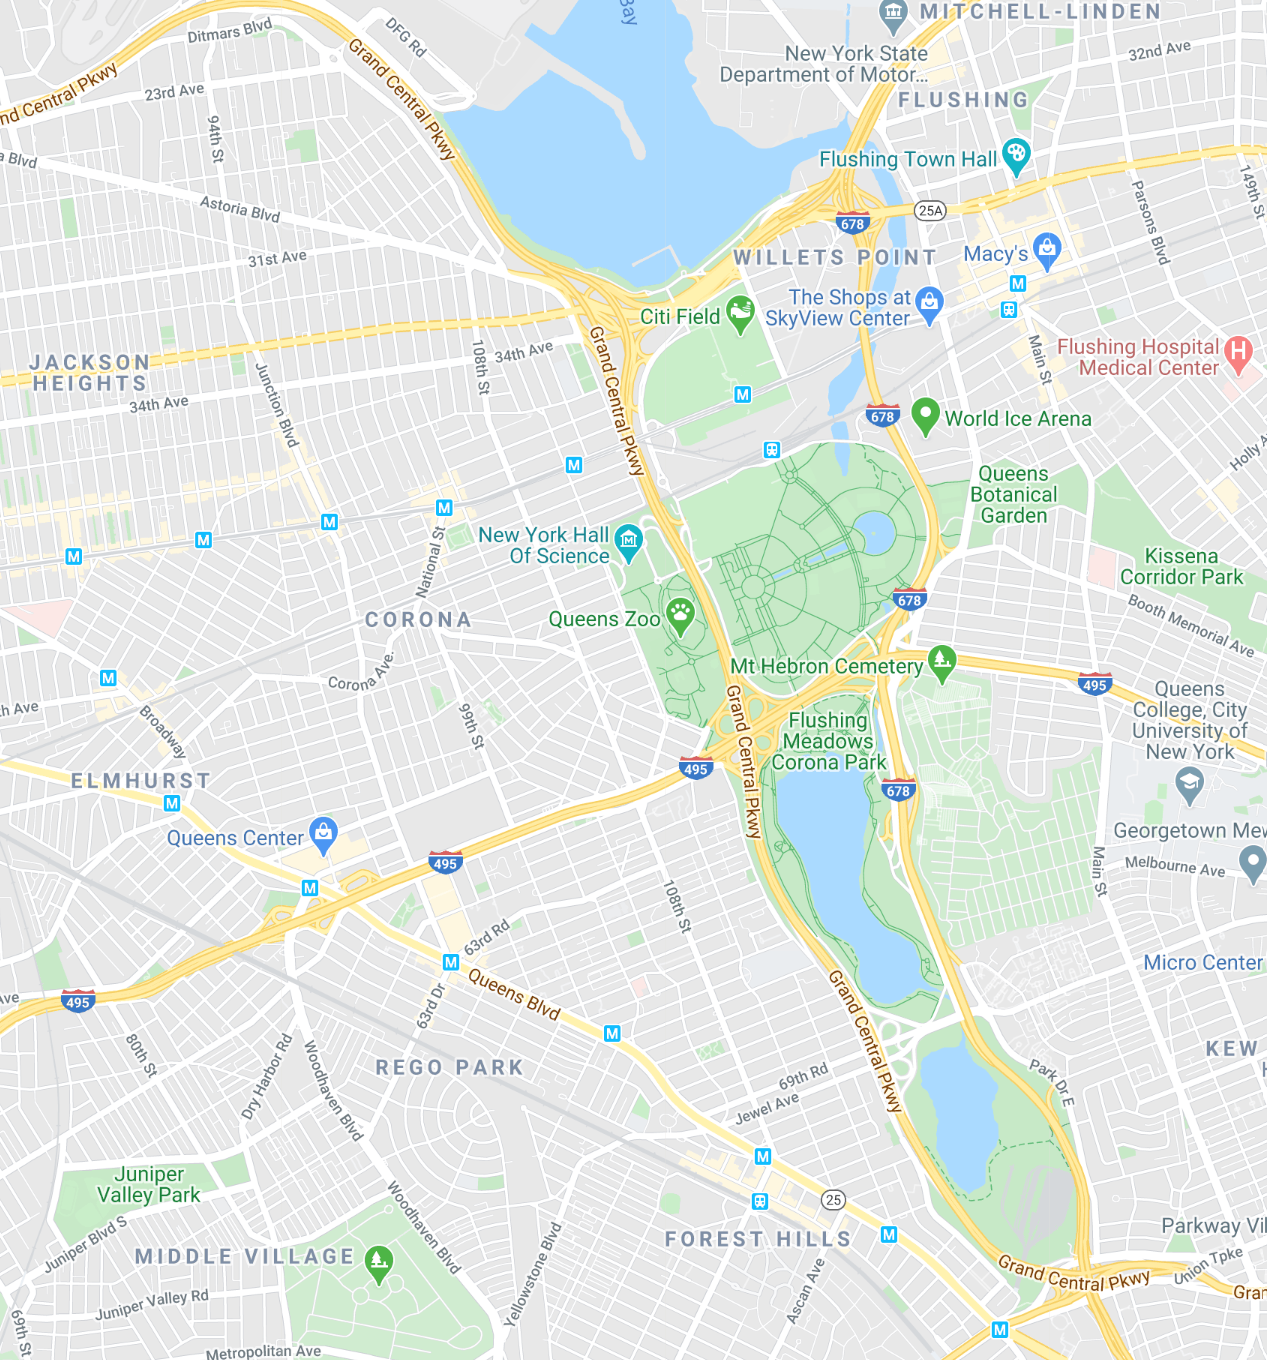 Bay
MITCHELL-LINDEN
DFG Rd
Ditmars Blvd
Grand Central Pkwy
New York State
Department of Motor...
32nd Ave
nd Central Pkwy
23rd Ave
FLUSHING
94th St
a Blvd
Flushing Town Hall
Astoria Blvd
Parsons Blvd
149th St
25A
678
31st Ave
WILLETS POINT
Macy's
M
The Shops at
SkyView Center
Citi Field
Grand Central Pkwy
34th Ave
108th St
Main St
Flushing Hospital
Medical Center
H
JACKSON
HEIGHTS
Junction Blvd
34th Ave
M
678
World Ice Arena
Holly A
M
Queens
Botanical
Garden
M
M
M
M
New York Hall
Of Science
National St
Kissena
Corridor Park
678
Booth Memorial Ave
CORONA
Queens Zoo
Corona Ave.
Mt Hebron Cemetery
M
495
th Ave
Broadway
99th St
Grand Central Pkwy
Flushing
Meadows
Corona Park
Queens
College, City
University of
New York
495
ELMHURST
M
678
Queens Center
Georgetown Mew
495
Main St
Melbourne Ave
M
108th St
63rd Rd
M
Micro Center
Queens Blvd
Ave
495
63rd Dr
Grand Central Pkwy
M
80th St
Dry Harbor Rd
Woodhaven Blvd
REGO PARK
KEW
H
69th Rd
Jewel Ave
Park Dr E
M
Juniper
Valley Park
Woodhaven Blvd
25
Juniper Blvd S
FOREST HILLS
M
Parkway Vil
MIDDLE VILLAGE
Yellowstone Blvd
Ascan Ave
Grand Central Pkwy
Union Tpke
Gran
Juniper Valley Rd
69th St
M
Metropolitan Ave